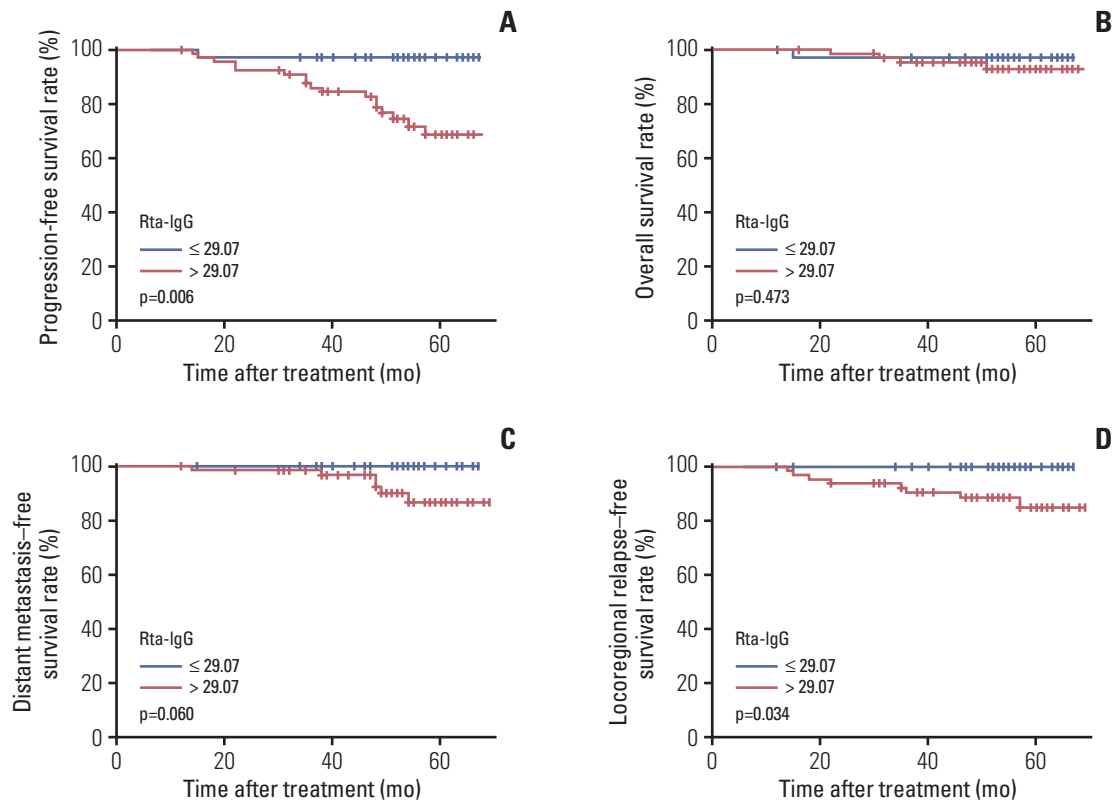 A
Progression-free survival rate (%)
100
80
60
40
20
0
Rta-IgG
≤ 29.07
> 29.07
p=0.006
0 20 40 60
Time after treatment (mo)
B
Overall survival rate (%)
100
80
60
40
20
0
Rta-IgG
≤ 29.07
> 29.07
p=0.473
0 20 40 60
Time after treatment (mo)
C
Distant metastasis–free
survival rate (%)
100
80
60
40
20
0
Rta-IgG
≤ 29.07
> 29.07
p=0.060
0 20 40 60
Time after treatment (mo)
D
Locoregional relapse–free
survival rate (%)
100
80
60
40
20
0
Rta-IgG
≤ 29.07
> 29.07
p=0.034
0 20 40 60
Time after treatment (mo)